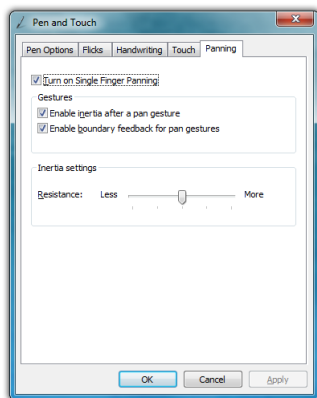 Pen and Touch
Pen Options Flicks Handwriting Touch Panning
Turn on Single Finger Panning
Gestures
Enable inertia after a pan gesture
Enable boundary feedback for pan gestures
Inertia settings
Resistance: Less More
OK Cancel Apply